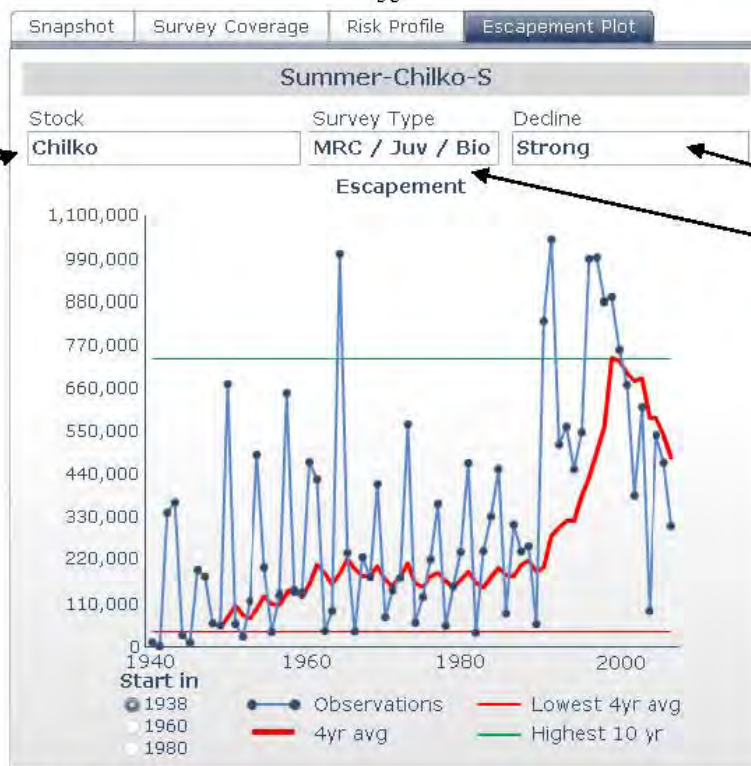 Snapshot Survey Coverage Risk Profile Escapement Plot
Summer-Chilko-S
Stock Survey Type Decline
Chilko MRC / Juv / Bio Strong
Escapement
1,100,000
990,000
880,000
770,000
660,000
550,000
440,000
330,000
220,000
110,000
0
1940 1960 1980 2000
Start in
1938 Observations Lowest 4yr avg
1960 4yr avg Highest 10 yr
1980